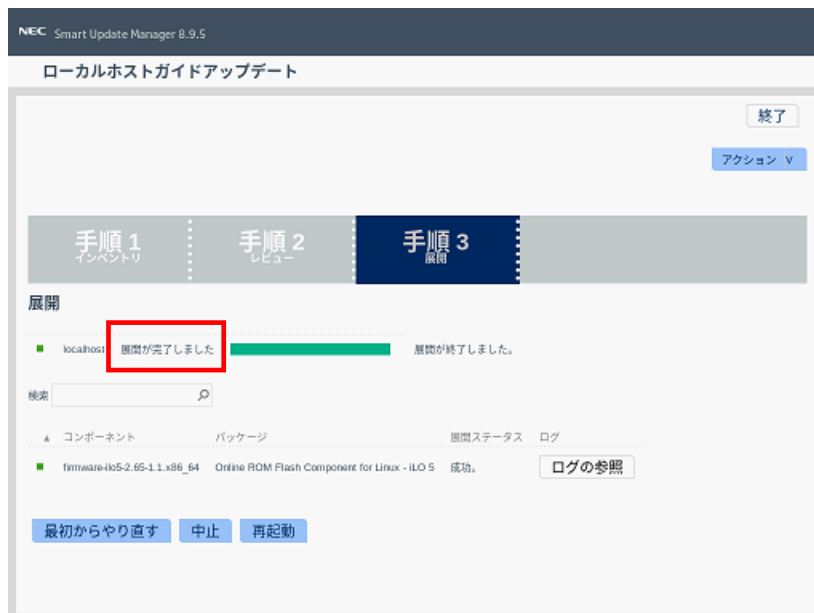 NEC Smart Update Manager 8.9.5
ローカルホストガイドアップデート
終了
アクション ∨
手順 1
インベントリ
手順 2
レビュー
手順 3
展開
展開
localhost 展開が完了しました 展開が終了しました。
検索
▲ コンポーネント パッケージ 展開ステータス ログ
firmware-ilo5-2.65-1.1.x86_64 Online ROM Flash Component for Linux - iLO 5 成功。 ログの参照
最初からやり直す 中止 再起動